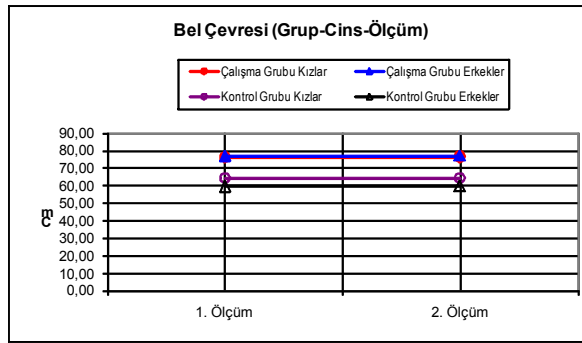 Bel Çevresi (Grup-Cins-Ölçüm)
Çalışma Grubu Kızlar
Çalışma Grubu Erkekler
Kontrol Grubu Kızlar
Kontrol Grubu Erkekler
90,00
80,00
70,00
60,00
50,00
40,00
30,00
20,00
10,00
0,00
Cm
1. Ölçüm
2. Ölçüm